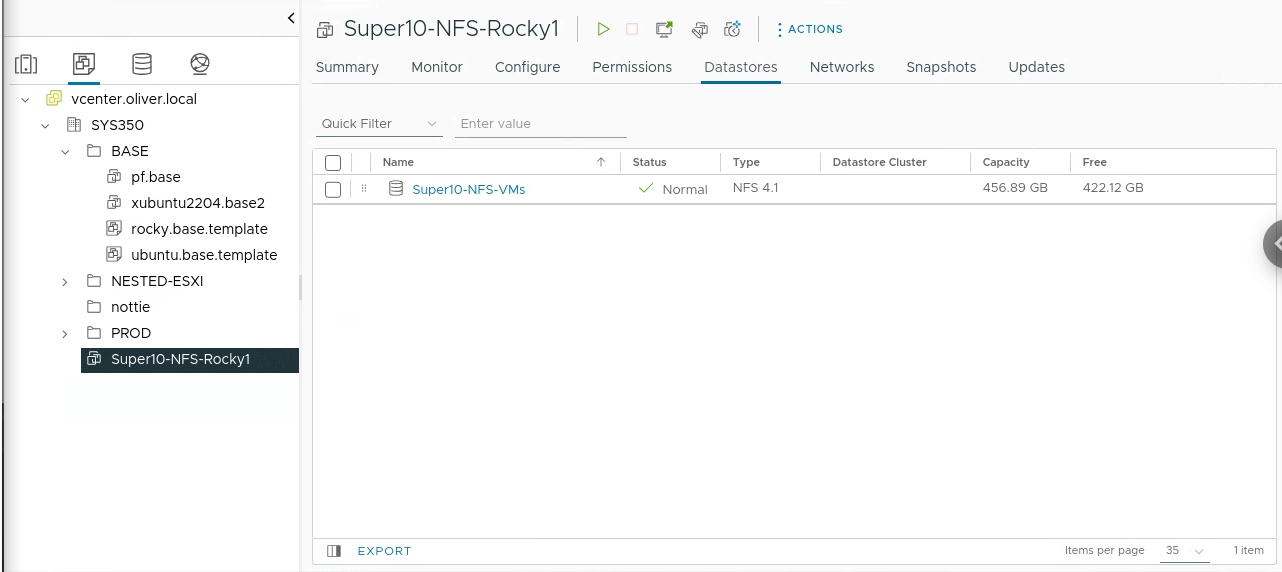 Super10-NFS-Rocky1
ACTIONS
Summary Monitor Configure Permissions Datastores Networks Snapshots Updates
vcenter.oliver.local
SYS350
BASE
pf.base
xubuntu2204.base2
rocky.base.template
ubuntu.base.template
NESTED-ESXI
nottie
PROD
Super10-NFS-Rocky1
Quick Filter Enter value
Name Status Type Datastore Cluster Capacity Free
Super10-NFS-VMs Normal NFS 4.1 456.89 GB 422.12 GB
EXPORT Items per page 35 1 item